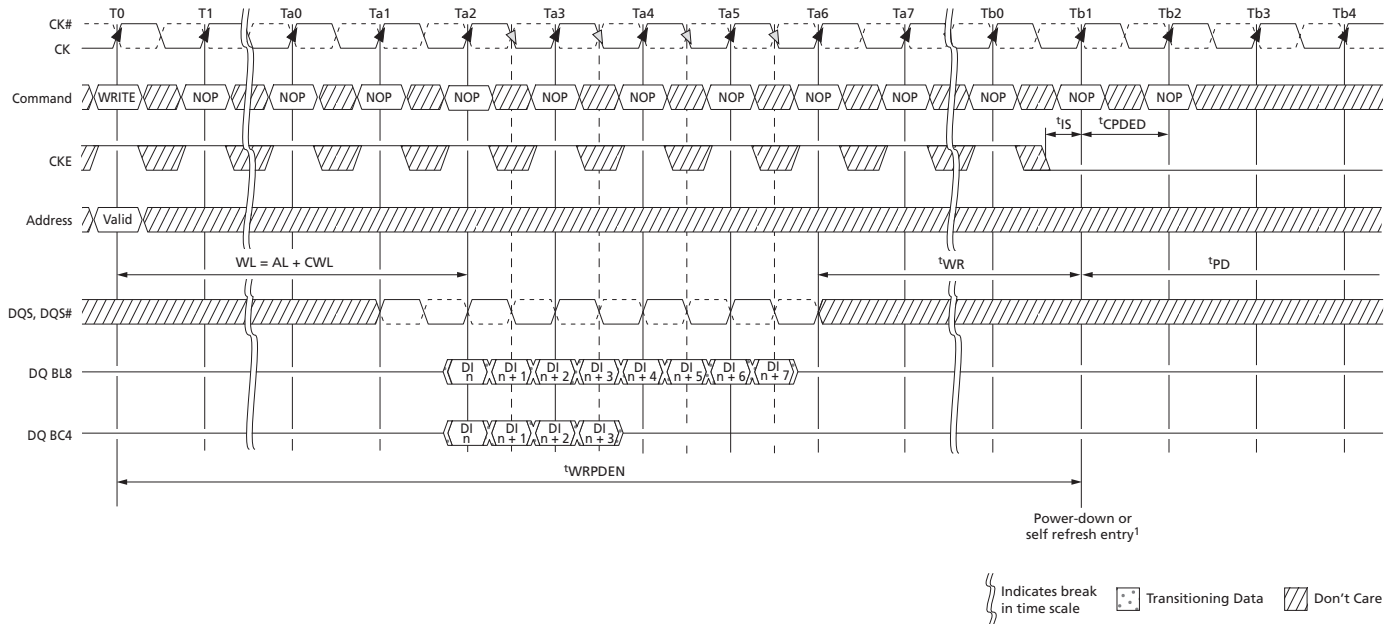 T0 T1 Ta0 Ta1 Ta2 Ta3 Ta4 Ta5 Ta6 Ta7 Tb0 Tb1 Tb2 Tb3 Tb4
CK#
CK
Command WRITE NOP NOP NOP NOP NOP NOP NOP NOP NOP NOP NOP NOP
tIS tCPDED
CKE
Address Valid
WL = AL + CWL tWR tPD
DQS, DQS#
DQ BL8 DI n DI n + 1 DI n + 2 DI n + 3 DI n + 4 DI n + 5 DI n + 6 DI n + 7
DQ BC4 DI n DI n + 1 DI n + 2 DI n + 3
tWRPDEN
Power-down or
self refresh entry1
Indicates break
in time scale
Transitioning Data
Don't Care